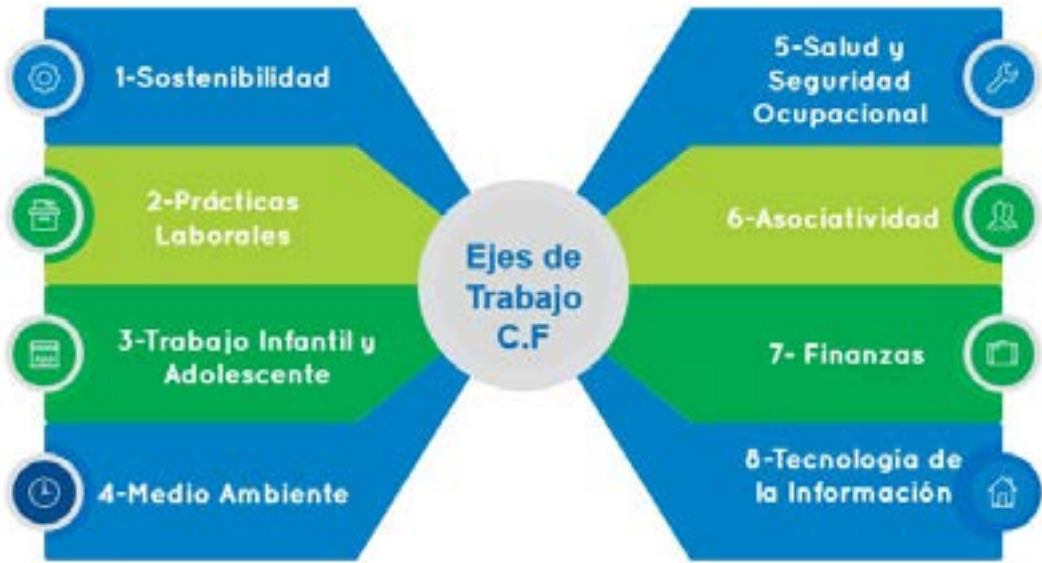 1-Sostenibilidad
2-Prácticas
Laborales
3-Trabajo Infantil y
Adolescente
4-Medio Ambiente
Ejes de
Trabajo
C.F
5-Salud y
Seguridad
Ocupacional
6-Asociatividad
7- Finanzas
8-Tecnologia de
la Información